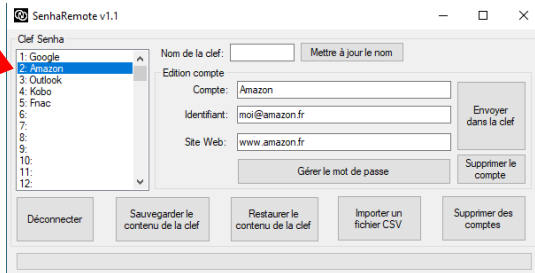 SenhaRemote v1.1
Clef Senha
1: Google
2: Amazon
3: Outlook
4: Kobo
5: Fnac
6:
7:
8:
9:
10:
11:
12:
Nom de la clef:
Mettre à jour le nom
Edition compte
Compte: Amazon
Identifiant: moi@amazon.fr
Site Web: www.amazon.fr
Gérer le mot de passe
Envoyer
dans la clef
Supprimer le
compte
Déconnecter
Sauvegarder le
contenu de la clef
Restaurer le
contenu de la clef
Importer un
fichier CSV
Supprimer des
comptes